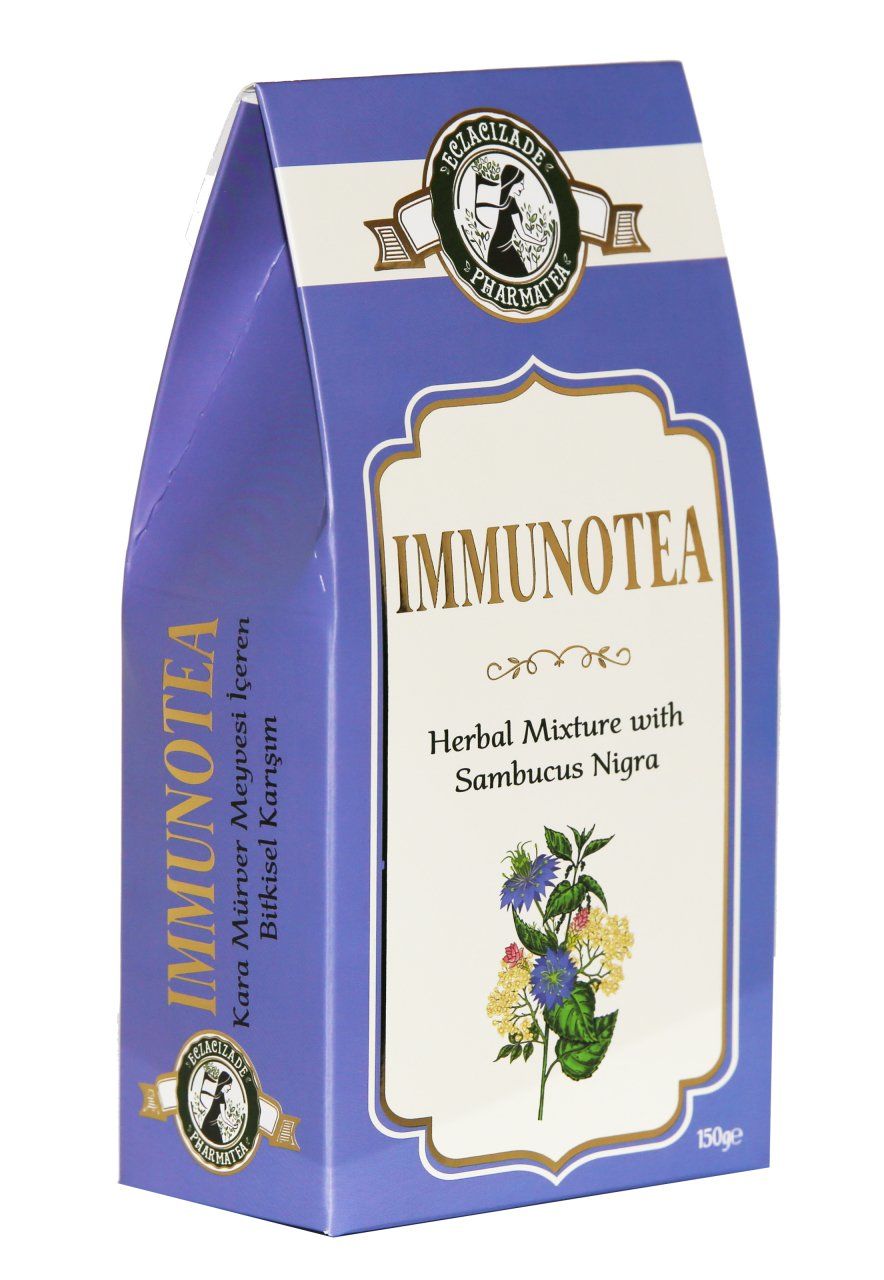 ECZACIZADE
PHARMATEA
IMMUNOTEA
Herbal Mixture with
Sambucus Nigra
150g℮
IMMUNOTEA
Kara Mürver Meyvesi İçeren
Bitkisel Karışım
ECZACIZADE
PHARMATEA